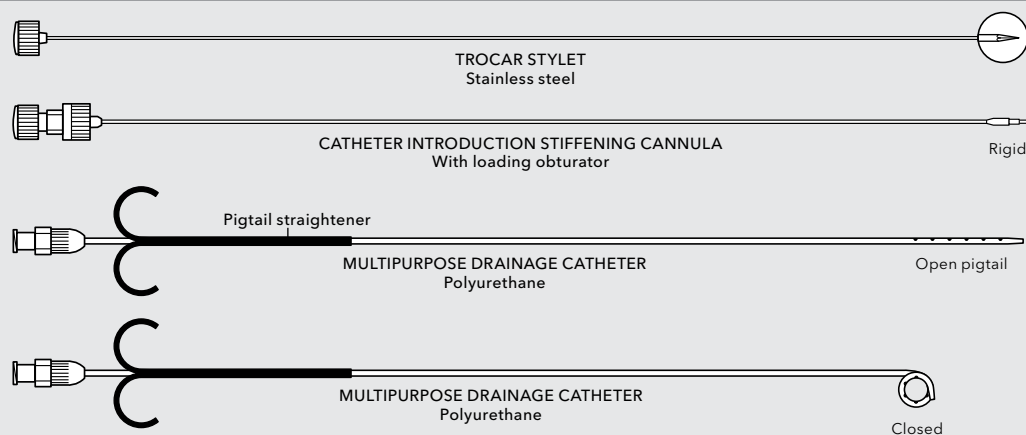 TROCAR STYLET
Stainless steel
CATHETER INTRODUCTION STIFFENING CANNULA
With loading obturator
Rigid
Pigtail straightener
MULTIPURPOSE DRAINAGE CATHETER
Polyurethane
Open pigtail
MULTIPURPOSE DRAINAGE CATHETER
Polyurethane
Closed